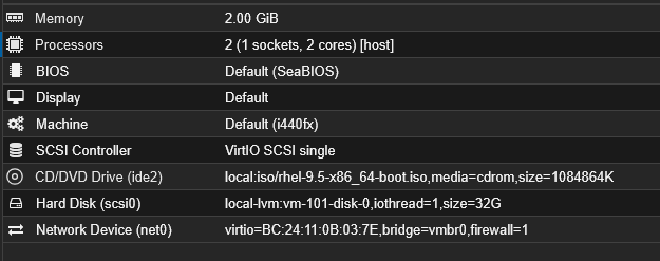 Memory 2.00 GiB
Processors 2 (1 sockets, 2 cores) [host]
BIOS Default (SeaBIOS)
Display Default
Machine Default (i440fx)
SCSI Controller VirtIO SCSI single
CD/DVD Drive (ide2) local:iso/rhel-9.5-x86_64-boot.iso,media=cdrom,size=1084864K
Hard Disk (scsi0) local-lvm:vm-101-disk-0,iothread=1,size=32G
Network Device (net0) virtio=BC:24:11:0B:03:7E,bridge=vmbr0,firewall=1